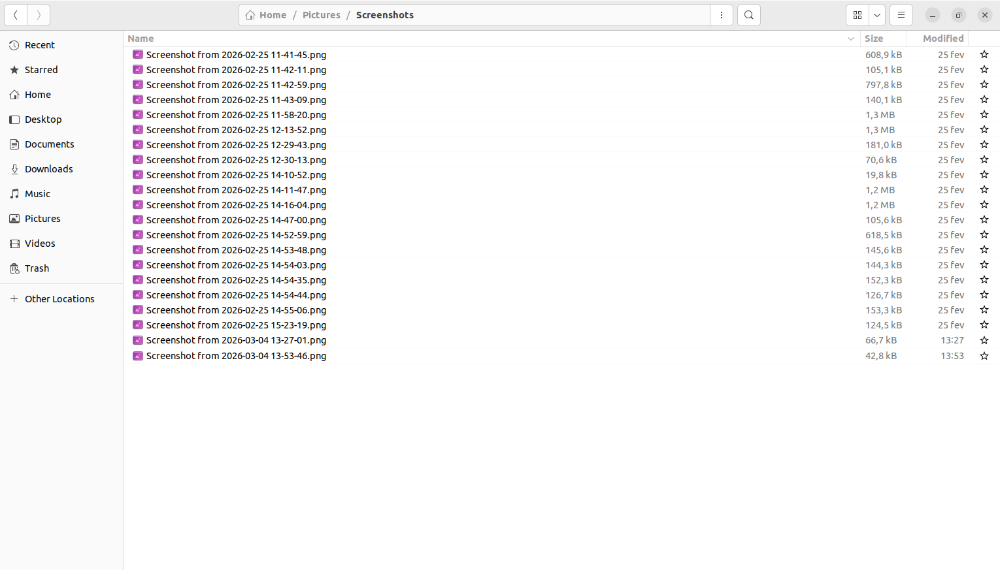 Home / Pictures / Screenshots
Recent
Starred
Home
Desktop
Documents
Downloads
Music
Pictures
Videos
Trash
Other Locations
Name Size Modified
Screenshot from 2026-02-25 11-41-45.png 608,9 kB 25 fev
Screenshot from 2026-02-25 11-42-11.png 105,1 kB 25 fev
Screenshot from 2026-02-25 11-42-59.png 797,8 kB 25 fev
Screenshot from 2026-02-25 11-43-09.png 140,1 kB 25 fev
Screenshot from 2026-02-25 11-58-20.png 1,3 MB 25 fev
Screenshot from 2026-02-25 12-13-52.png 1,3 MB 25 fev
Screenshot from 2026-02-25 12-29-43.png 181,0 kB 25 fev
Screenshot from 2026-02-25 12-30-13.png 70,6 kB 25 fev
Screenshot from 2026-02-25 14-10-52.png 19,8 kB 25 fev
Screenshot from 2026-02-25 14-11-47.png 1,2 MB 25 fev
Screenshot from 2026-02-25 14-16-04.png 1,2 MB 25 fev
Screenshot from 2026-02-25 14-47-00.png 105,6 kB 25 fev
Screenshot from 2026-02-25 14-52-59.png 618,5 kB 25 fev
Screenshot from 2026-02-25 14-53-48.png 145,6 kB 25 fev
Screenshot from 2026-02-25 14-54-03.png 144,3 kB 25 fev
Screenshot from 2026-02-25 14-54-35.png 152,3 kB 25 fev
Screenshot from 2026-02-25 14-54-44.png 126,7 kB 25 fev
Screenshot from 2026-02-25 14-55-06.png 153,3 kB 25 fev
Screenshot from 2026-02-25 15-23-19.png 124,5 kB 25 fev
Screenshot from 2026-03-04 13-27-01.png 66,7 kB 13:27
Screenshot from 2026-03-04 13-53-46.png 42,8 kB 13:53